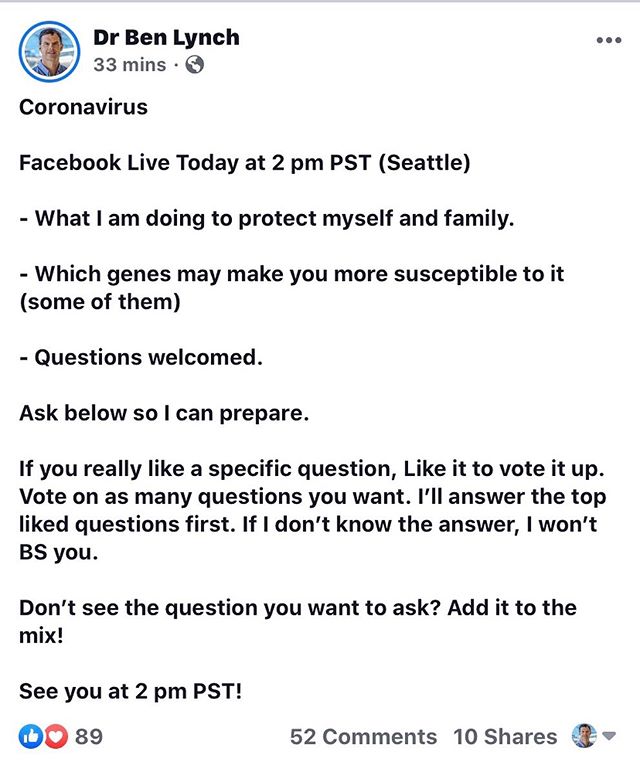 Dr Ben Lynch
33 mins ·
Coronavirus
Facebook Live Today at 2 pm PST (Seattle)
- What I am doing to protect myself and family.
- Which genes may make you more susceptible to it
(some of them)
- Questions welcomed.
Ask below so I can prepare.
If you really like a specific question, Like it to vote it up.
Vote on as many questions you want. I’ll answer the top
liked questions first. If I don’t know the answer, I won’t
BS you.
Don’t see the question you want to ask? Add it to the
mix!
See you at 2 pm PST!
89 52 Comments 10 Shares